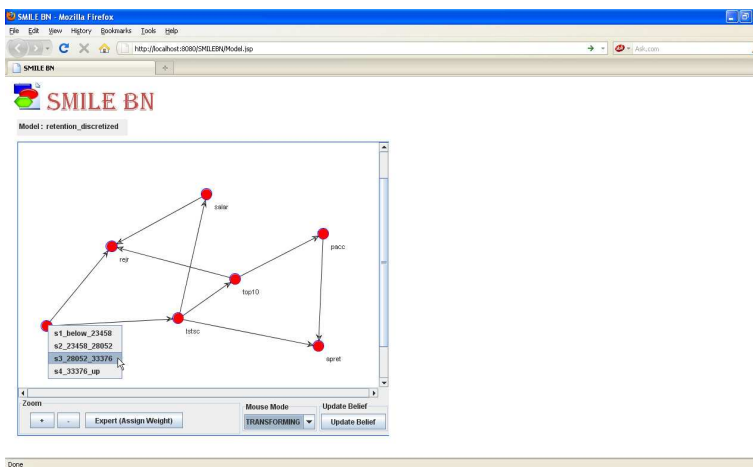 SMILE BN - Mozilla Firefox
File Edit View History Bookmarks Tools Help
http://localhost:8080/SMILEBN/Model.jsp
Ask.com
SMILE BN
SMILE BN
Model : retention_discretized
salar
pacc
rejr
top10
tstsc
s1_below_23458
s2_23458_28052
s3_28052_33376
s4_33376_up
apret
Zoom
Mouse Mode
Update Belief
+ - Expert (Assign Weight) TRANSFORMING Update Belief
Done